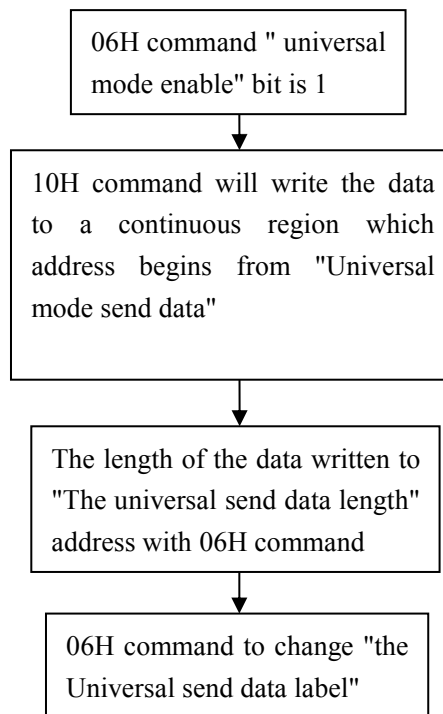 06H command " universal
mode enable" bit is 1
10H command will write the data
to a continuous region which
address begins from "Universal
mode send data"
The length of the data written to
"The universal send data length"
address with 06H command
06H command to change "the
Universal send data label"